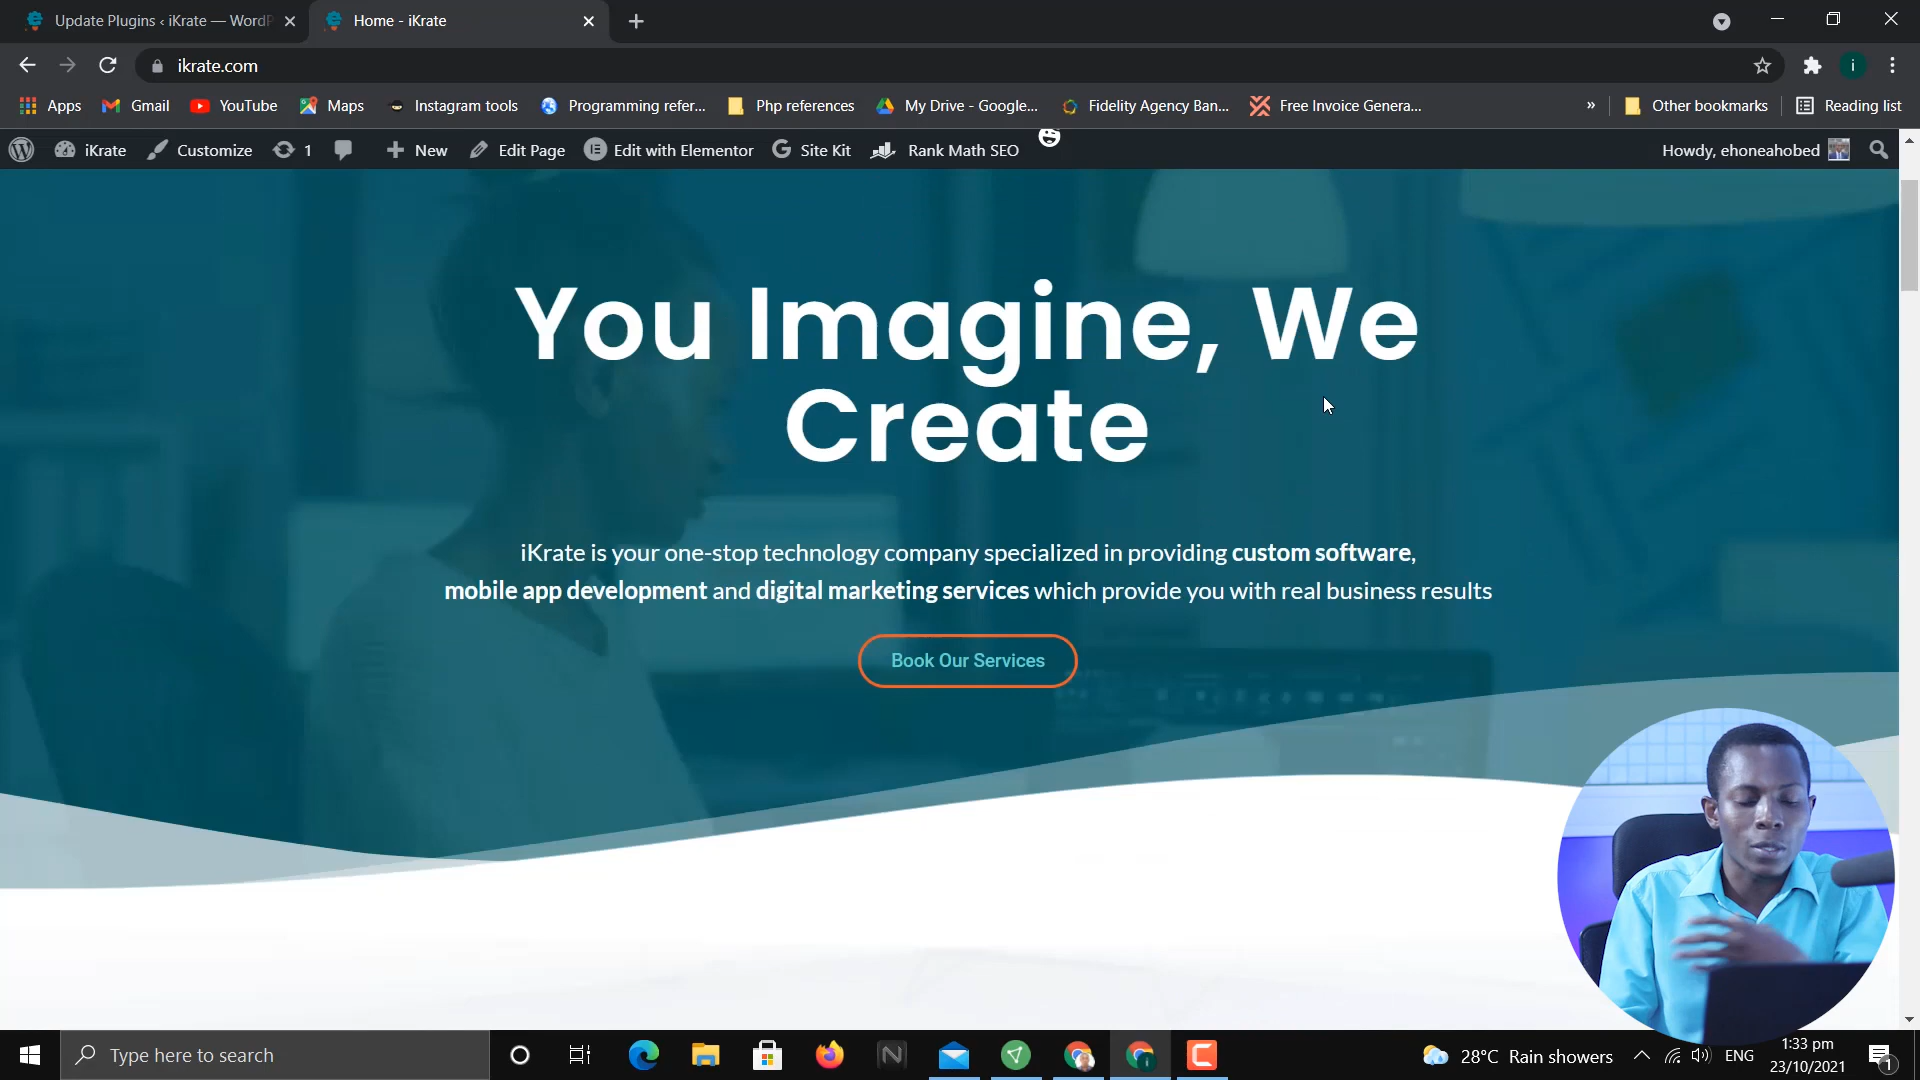 Update Plugins ‹ iKrate — WordP
Home - iKrate
ikrate.com
i
Apps
Gmail
YouTube
Maps
Instagram tools
Programming refer...
Php references
My Drive - Google...
Fidelity Agency Ban...
Free Invoice Genera...
»
Other bookmarks
Reading list
iKrate
Customize
1
New
Edit Page
Edit with Elementor
Site Kit
Rank Math SEO
Howdy, ehoneahobed
You Imagine, We
Create
iKrate is your one-stop technology company specialized in providing custom software,
mobile app development and digital marketing services which provide you with real business results
Book Our Services
Type here to search
28°C Rain showers
ENG
1:33 pm
23/10/2021
1